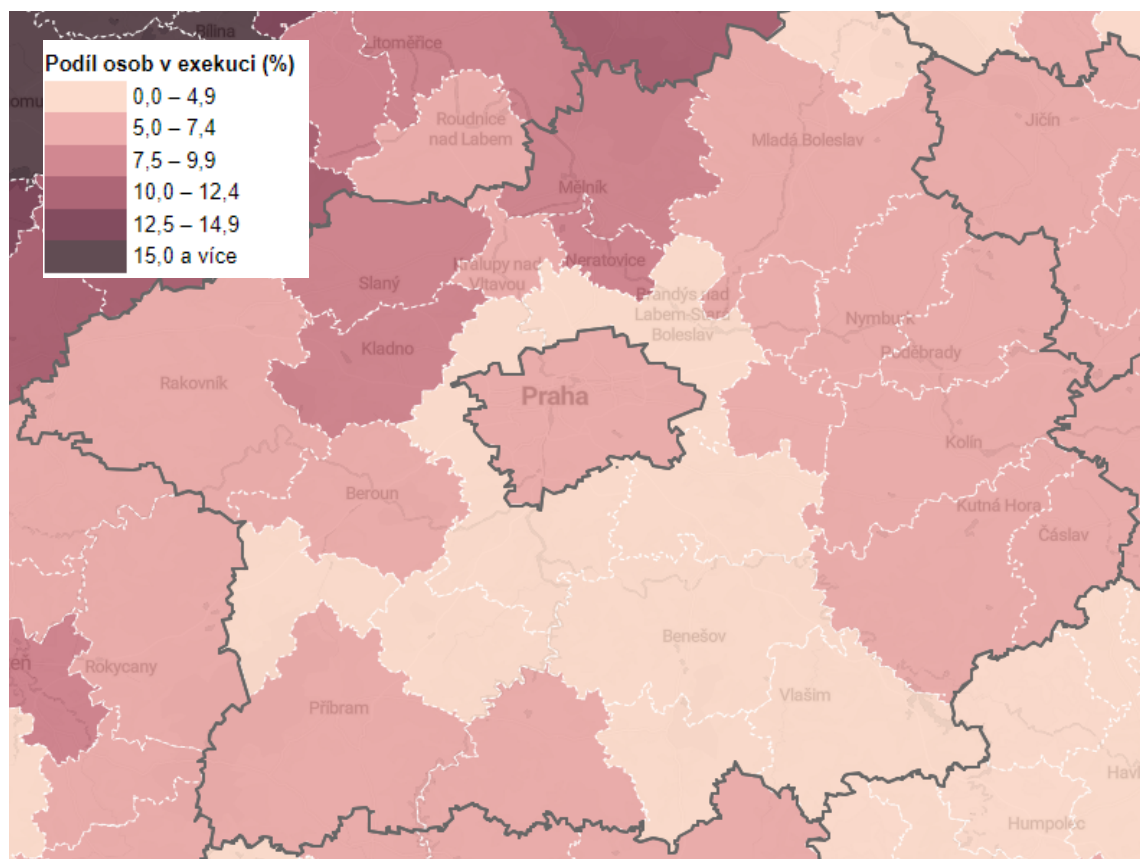 Bílina
Litoměřice
Podíl osob v exekuci (%)
0,0 – 4,9
5,0 – 7,4
7,5 – 9,9
10,0 – 12,4
12,5 – 14,9
15,0 a více
Roudnice
nad Labem
Mladá Boleslav
Jičín
Mělník
Slaný
Kralupy nad
Vltavou
Neratovice
Brandýs nad
Labem-Stará
Boleslav
Nymburk
Poděbrady
Kladno
Rakovník
Praha
Kolín
Beroun
Kutná Hora
Čáslav
Benešov
Rokycany
Vlašim
Příbram
Humpolec